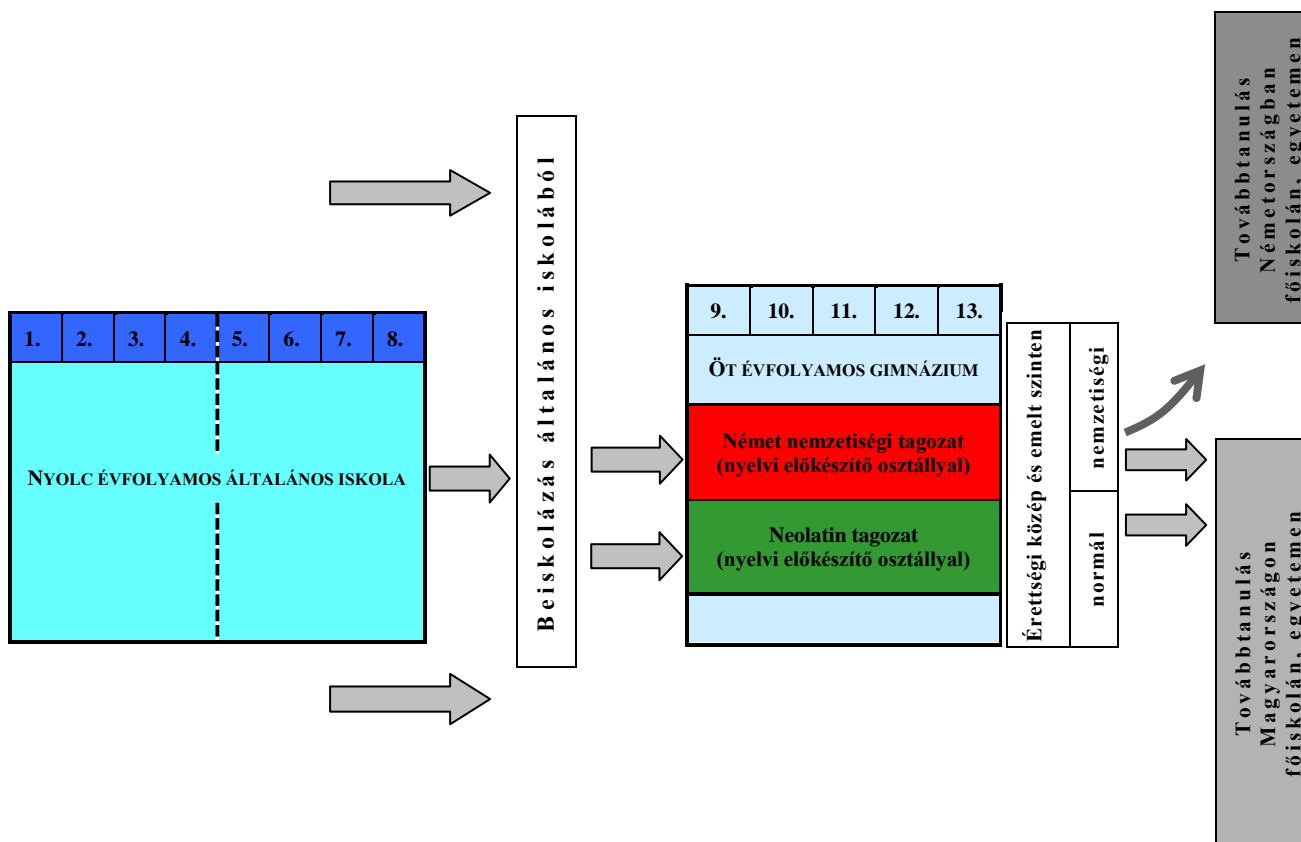 1. 2. 3. 4. 5. 6. 7. 8.
NYOLC ÉVFOLYAMOS ÁLTALÁNOS ISKOLA
Beiskolázás általános iskolából
9. 10. 11. 12. 13.
ÖT ÉVFOLYAMOS GIMNÁZIUM
Német nemzetiségi tagozat
(nyelvi előkészítő osztállyal)
Neolatin tagozat
(nyelvi előkészítő osztállyal)
Érettségi közép és emelt szinten
nemzetiségi
normál
Továbbtanulás
Németországban
főiskolán, egyetemen
Továbbtanulás
Magyarországon
főiskolán, egyetemen